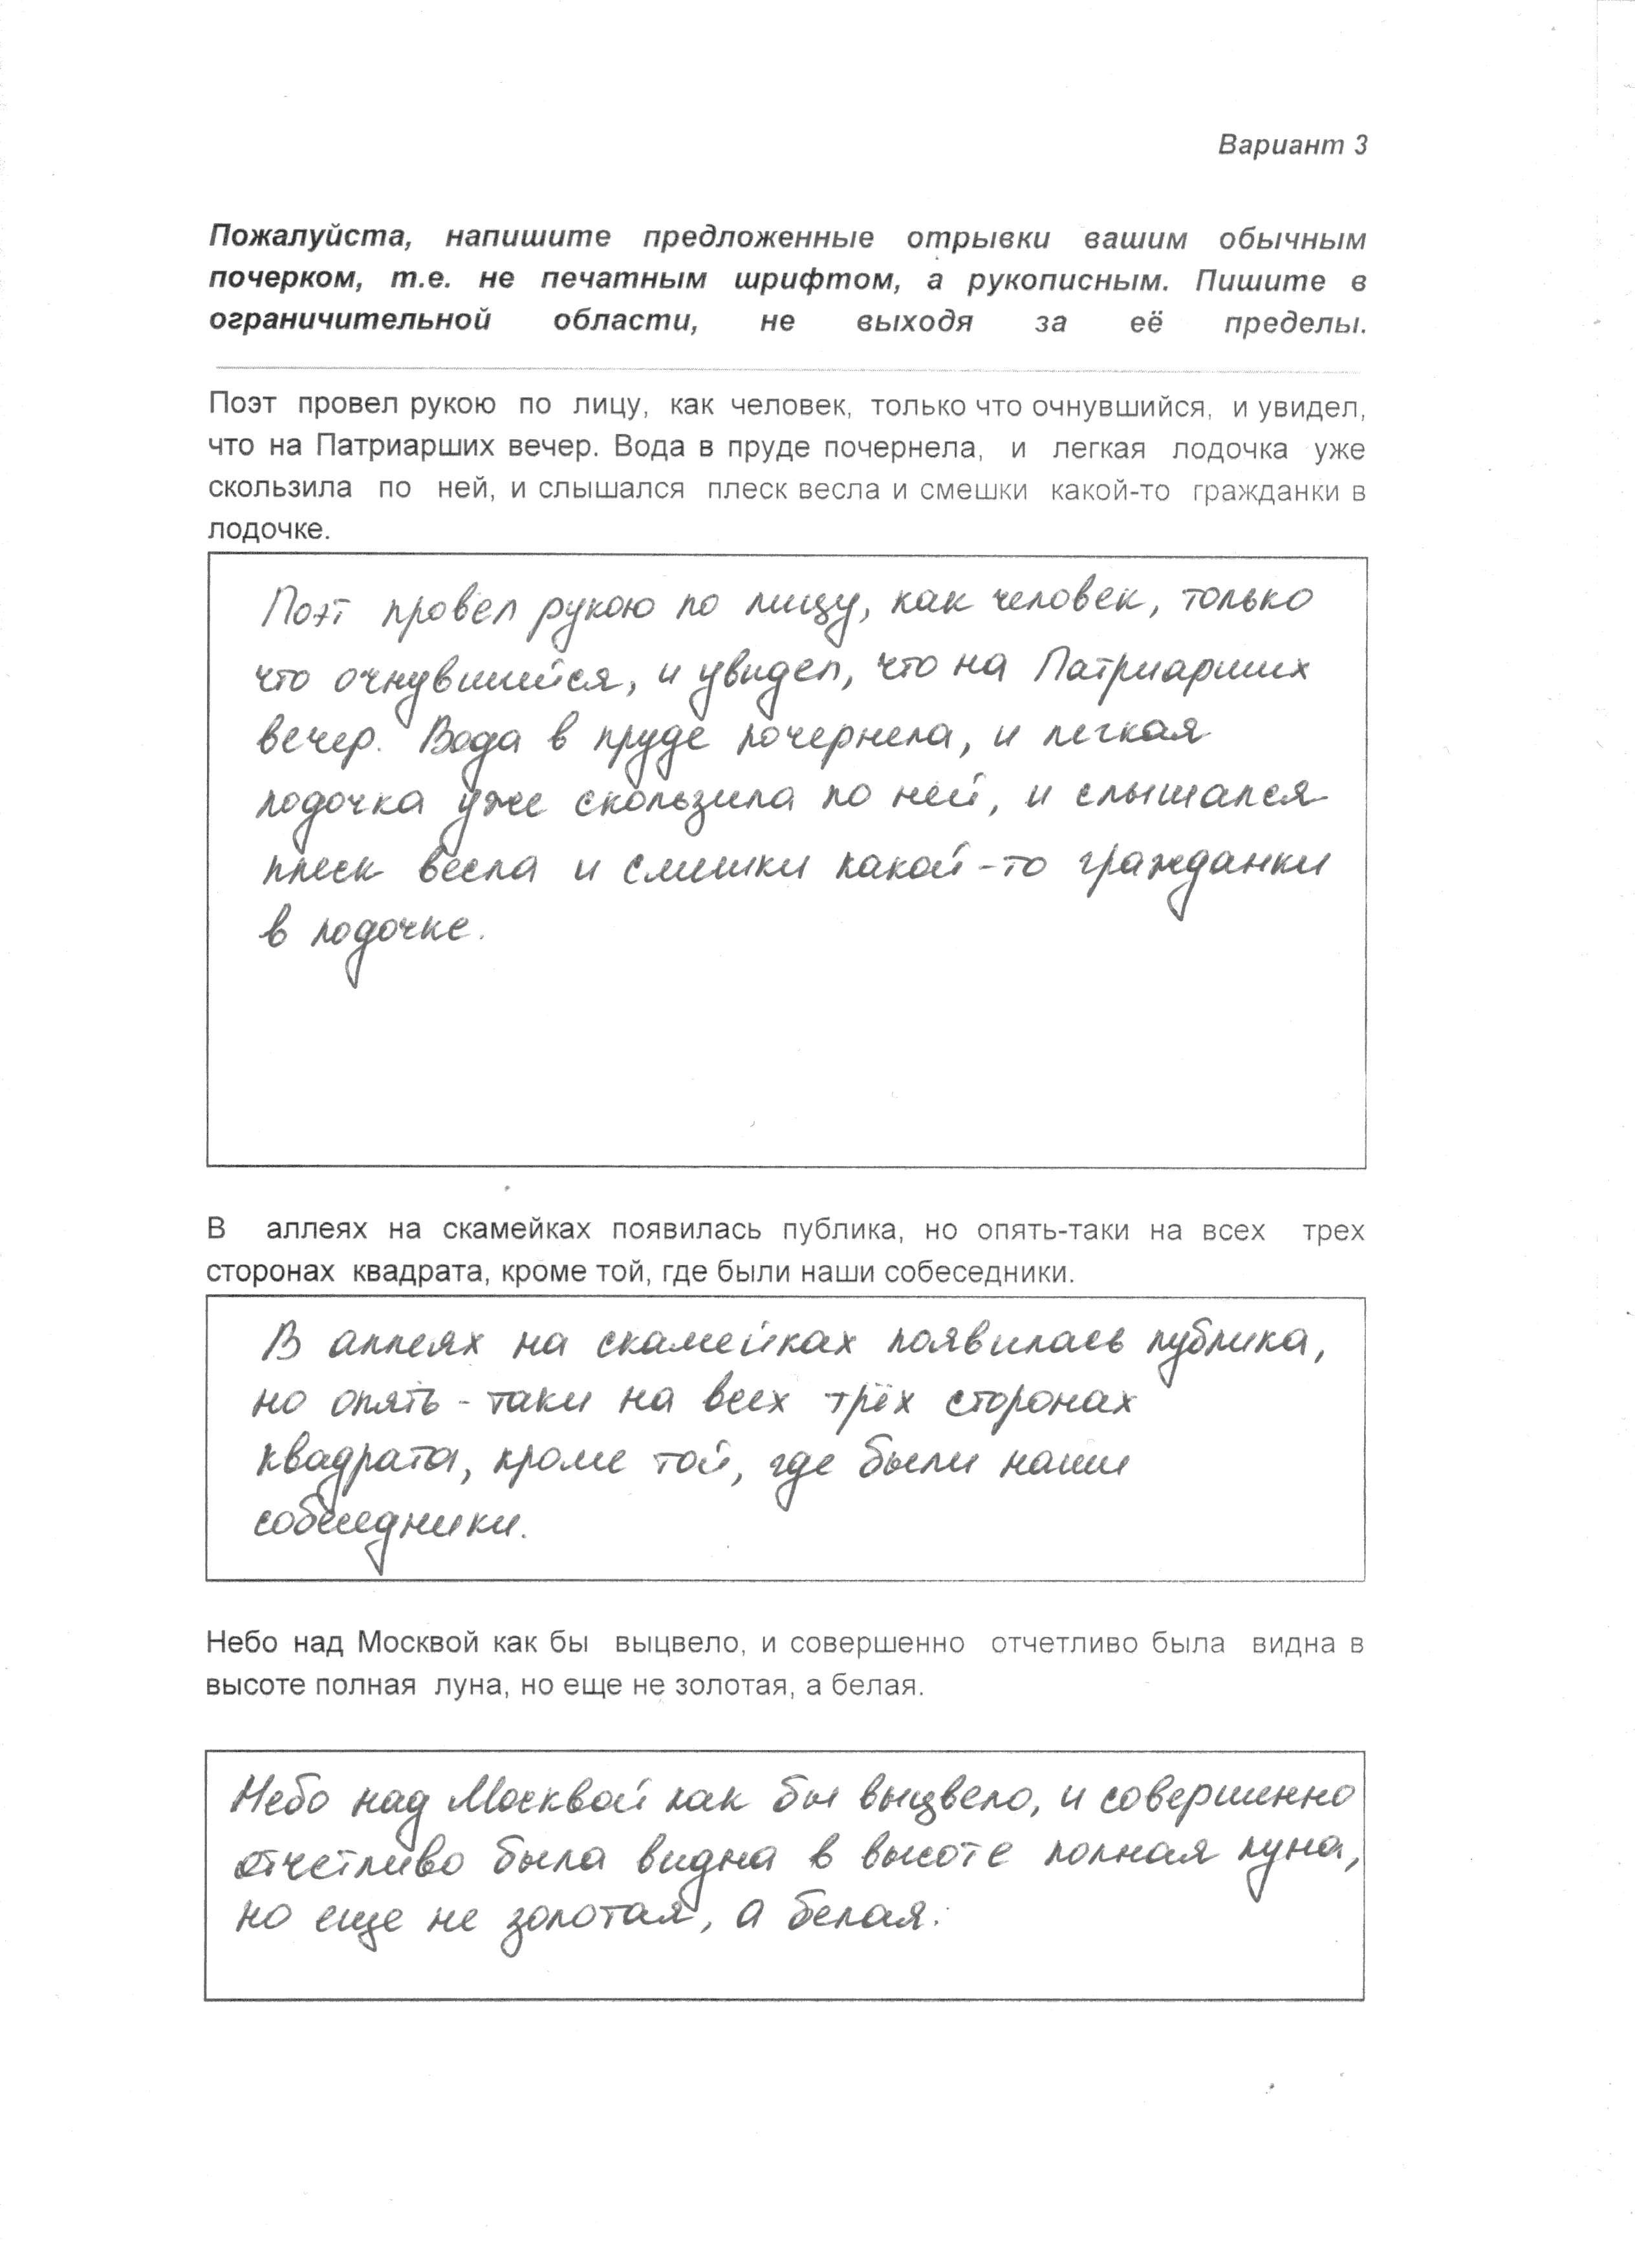 Вариант 3
Пожалуйста, напишите предложенные отрывки вашим обычным
почерком, т.е. не печатным шрифтом, а рукописным. Пишите в
ограничительной области, не выходя за её пределы.
Поэт провел рукою по лицу, как человек, только что очнувшийся, и увидел,
что на Патриарших вечер. Вода в пруде почернела, и легкая лодочка уже
скользила по ней, и слышался плеск весла и смешки какой-то гражданки в
лодочке.
Поэт провел рукою по лицу, как человек, только
что очнувшийся, и увидел, что на Патриарших
вечер. Вода в пруде почернела, и легкая
лодочка уже скользила по ней, и слышался
плеск весла и смешки какой-то гражданки
в лодочке.
В аллеях на скамейках появилась публика, но опять-таки на всех трех
сторонах квадрата, кроме той, где были наши собеседники.
В аллеях на скамейках появилась публика,
но опять-таки на всех трёх сторонах
квадрата, кроме той, где были наши
собеседники.
Небо над Москвой как бы выцвело, и совершенно отчетливо была видна в
высоте полная луна, но еще не золотая, а белая.
Небо над Москвой как бы выцвело, и совершенно
отчетливо была видна в высоте полная луна,
но еще не золотая, а белая.